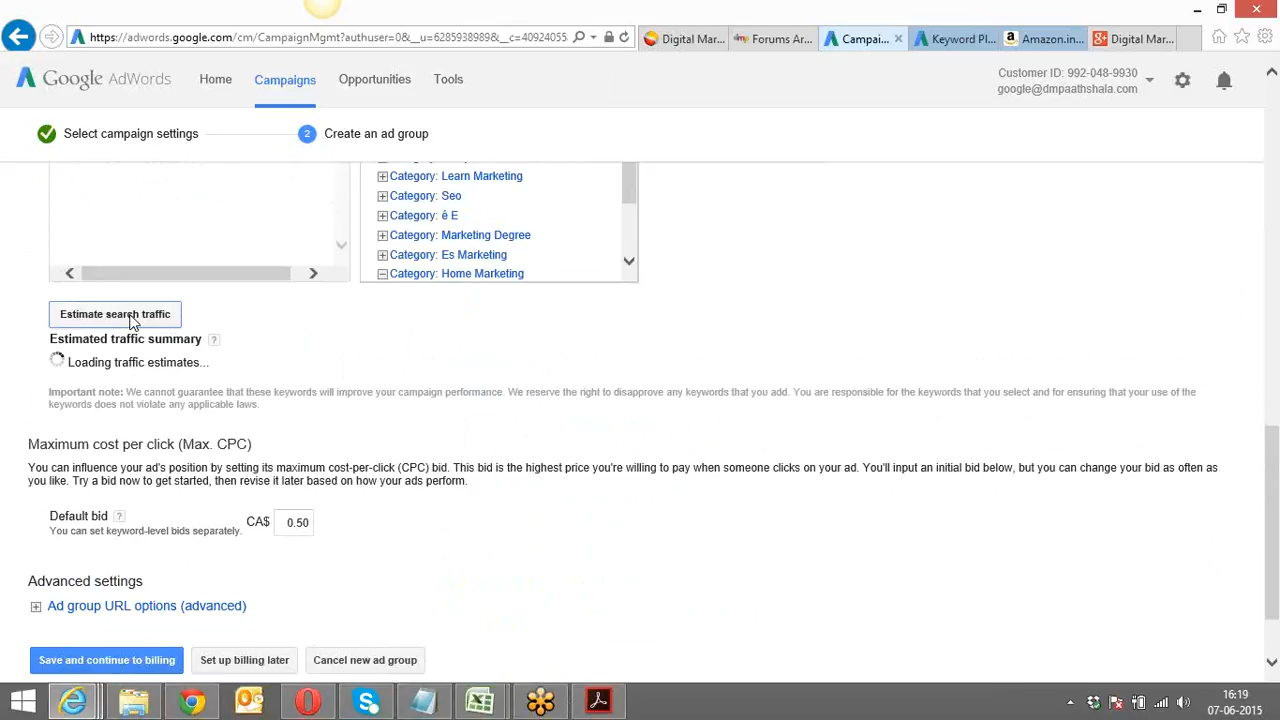 https://adwords.google.com/cm/CampaignMgmt?authuser=0&__u=6285938989&__c=40924055
Digital Mar...
Forums Ar...
Campai...
Keyword Pl...
Amazon.in...
Digital Mar...
Google AdWords
Home
Campaigns
Opportunities
Tools
Customer ID: 992-048-9930
google@dmpaathshala.com
Select campaign settings
2
Create an ad group
Category: Learn Marketing
Category: Seo
Category: é E
Category: Marketing Degree
Category: Es Marketing
Category: Home Marketing
Estimate search traffic
Estimated traffic summary ?
Loading traffic estimates...
Important note: We cannot guarantee that these keywords will improve your campaign performance. We reserve the right to disapprove any keywords that you add. You are responsible for the keywords that you select and for ensuring that your use of the
keywords does not violate any applicable laws.
Maximum cost per click (Max. CPC)
You can influence your ad's position by setting its maximum cost-per-click (CPC) bid. This bid is the highest price you're willing to pay when someone clicks on your ad. You'll input an initial bid below, but you can change your bid as often as
you like. Try a bid now to get started, then revise it later based on how your ads perform.
Default bid ?
CA$ 0.50
You can set keyword-level bids separately.
Advanced settings
Ad group URL options (advanced)
Save and continue to billing
Set up billing later
Cancel new ad group
16:19
07-06-2015